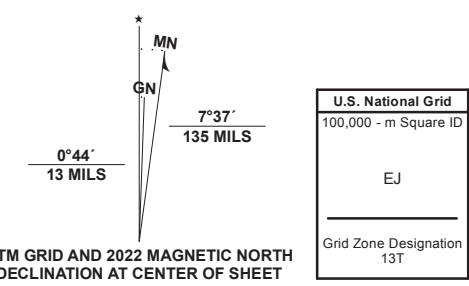 ★
MN
GN
7°37´
135 MILS
0°44´
13 MILS
TM GRID AND 2022 MAGNETIC NORTH
DECLINATION AT CENTER OF SHEET
U.S. National Grid
100,000 - m Square ID
EJ
Grid Zone Designation
13T